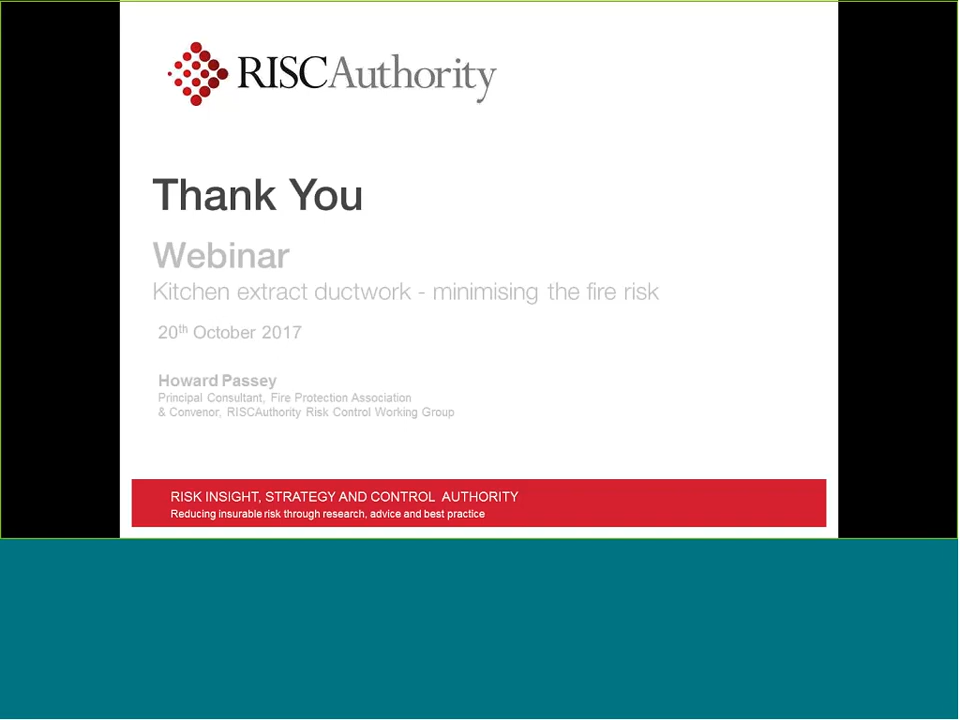 RISCAuthority
Thank You
Webinar
Kitchen extract ductwork - minimising the fire risk
20th October 2017
Howard Passey
Principal Consultant, Fire Protection Association
& Convenor, RISCAuthority Risk Control Working Group
RISK INSIGHT, STRATEGY AND CONTROL AUTHORITY
Reducing insurable risk through research, advice and best practice